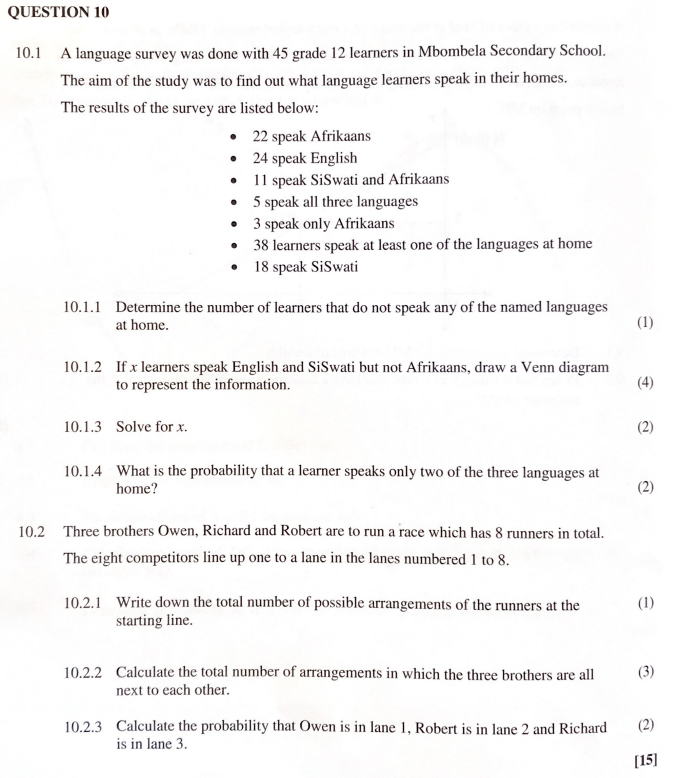 QUESTION 10
10.1 A language survey was done with 45 grade 12 learners in Mbombela Secondary School.
The aim of the study was to find out what language learners speak in their homes.
The results of the survey are listed below:
• 22 speak Afrikaans
• 24 speak English
• 11 speak SiSwati and Afrikaans
• 5 speak all three languages
• 3 speak only Afrikaans
• 38 learners speak at least one of the languages at home
• 18 speak SiSwati
10.1.1 Determine the number of learners that do not speak any of the named languages
at home. (1)
10.1.2 If x learners speak English and SiSwati but not Afrikaans, draw a Venn diagram
to represent the information. (4)
10.1.3 Solve for x. (2)
10.1.4 What is the probability that a learner speaks only two of the three languages at
home? (2)
10.2 Three brothers Owen, Richard and Robert are to run a race which has 8 runners in total.
The eight competitors line up one to a lane in the lanes numbered 1 to 8.
10.2.1 Write down the total number of possible arrangements of the runners at the (1)
starting line.
10.2.2 Calculate the total number of arrangements in which the three brothers are all (3)
next to each other.
10.2.3 Calculate the probability that Owen is in lane 1, Robert is in lane 2 and Richard (2)
is in lane 3.
[15]